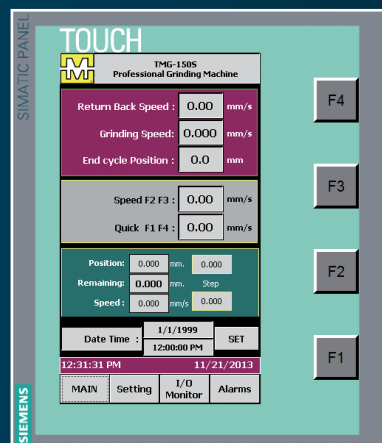 SIMATIC PANEL
TOUCH
TMG-150S
Professional Grinding Machine
Return Back Speed : 0.00 mm/s
Grinding Speed: 0.000 mm/s
End cycle Position : 0.0 mm
Speed F2 F3 : 0.00 mm/s
Quick F1 F4 : 0.00 mm/s
Position: 0.000 mm. 0.000
Remaining: 0.000 mm. Step
Speed : 0.000 mm/s 0.000
Date Time : 1/1/1999 12:00:00 PM SET
12:31:31 PM 11/21/2013
MAIN Setting I/O Monitor Alarms
F4
F3
F2
F1
SIEMENS